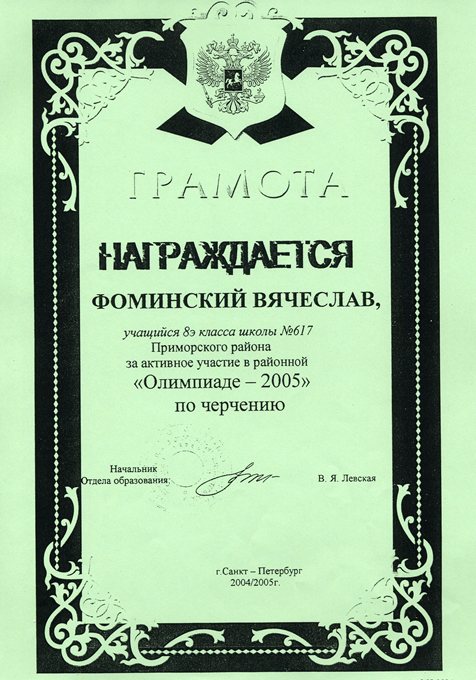 ГРАМОТА
НАГРАЖДАЕТСЯ
ФОМИНСКИЙ ВЯЧЕСЛАВ,
учащийся 8э класса школы №617
Приморского района
за активное участие в районной
«Олимпиаде – 2005»
по черчению
Начальник
Отдела образования:
В. Я. Левская
г.Санкт – Петербург
2004/2005г.